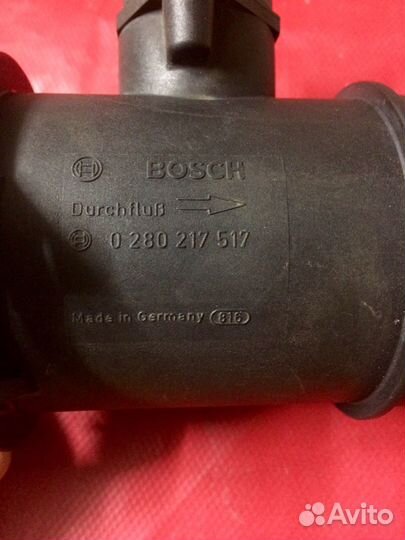 BOSCH
Durchfluß
0 280 217 517
Made in Germany 816
Avito